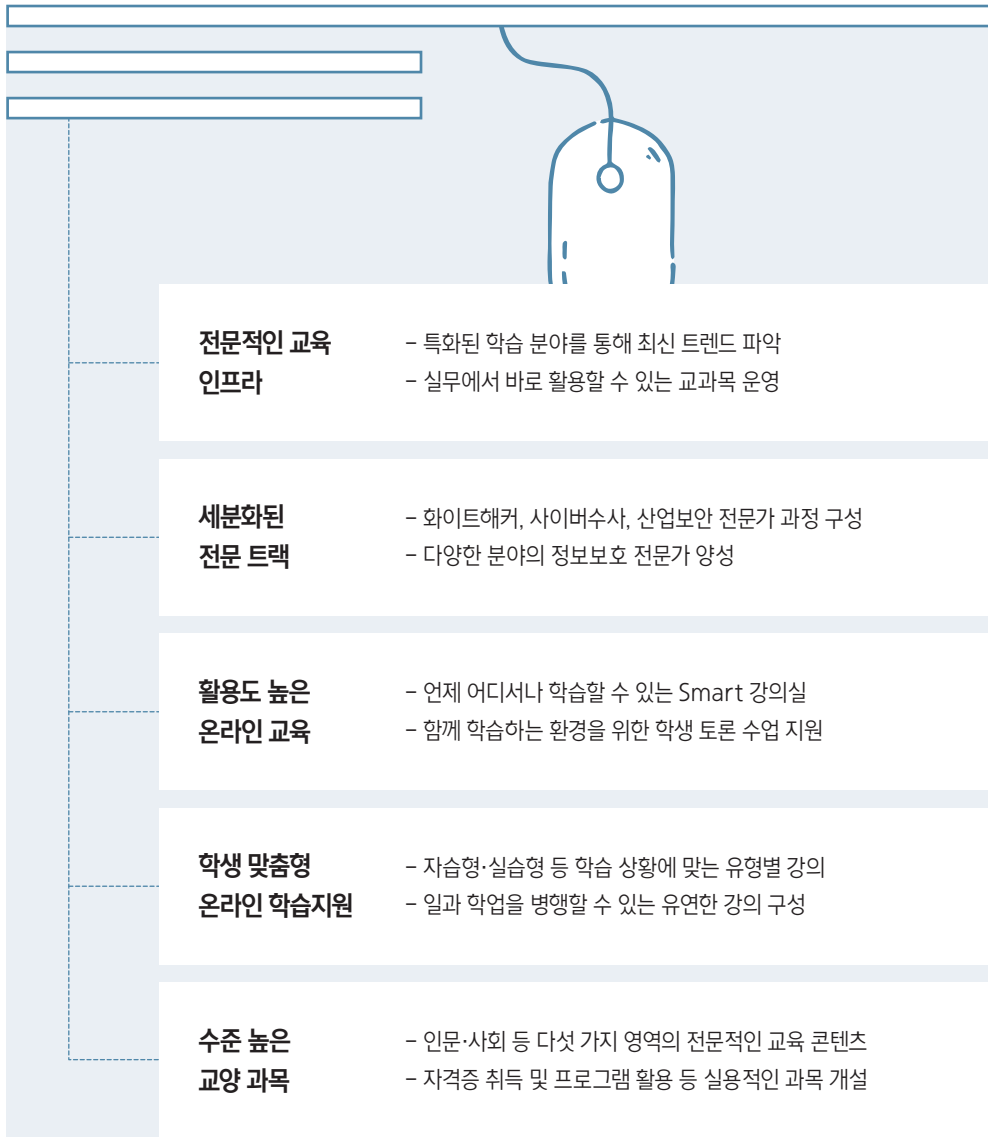 전문적인 교육
인프라
– 특화된 학습 분야를 통해 최신 트렌드 파악
– 실무에서 바로 활용할 수 있는 교과목 운영
세분화된
전문 트랙
– 화이트해커, 사이버수사, 산업보안 전문가 과정 구성
– 다양한 분야의 정보보호 전문가 양성
활용도 높은
온라인 교육
– 언제 어디서나 학습할 수 있는 Smart 강의실
– 함께 학습하는 환경을 위한 학생 토론 수업 지원
학생 맞춤형
온라인 학습지원
– 자습형·실습형 등 학습 상황에 맞는 유형별 강의
– 일과 학업을 병행할 수 있는 유연한 강의 구성
수준 높은
교양 과목
– 인문·사회 등 다섯 가지 영역의 전문적인 교육 콘텐츠
– 자격증 취득 및 프로그램 활용 등 실용적인 과목 개설